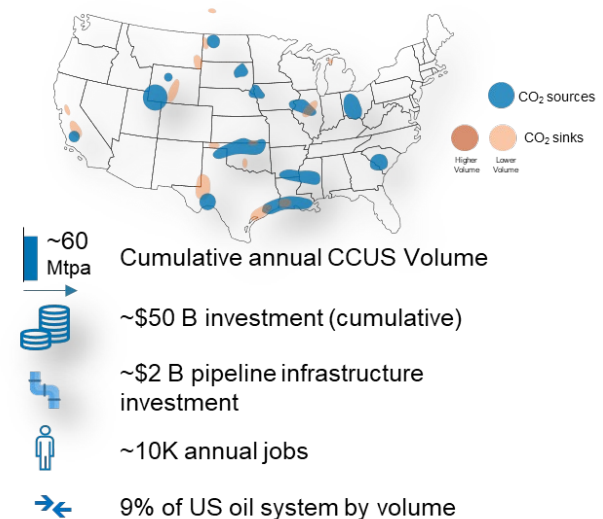 CO₂ sources
CO₂ sinks
Higher Volume
Lower Volume
~60 Mtpa
Cumulative annual CCUS Volume
~$50 B investment (cumulative)
~$2 B pipeline infrastructure
investment
~10K annual jobs
9% of US oil system by volume